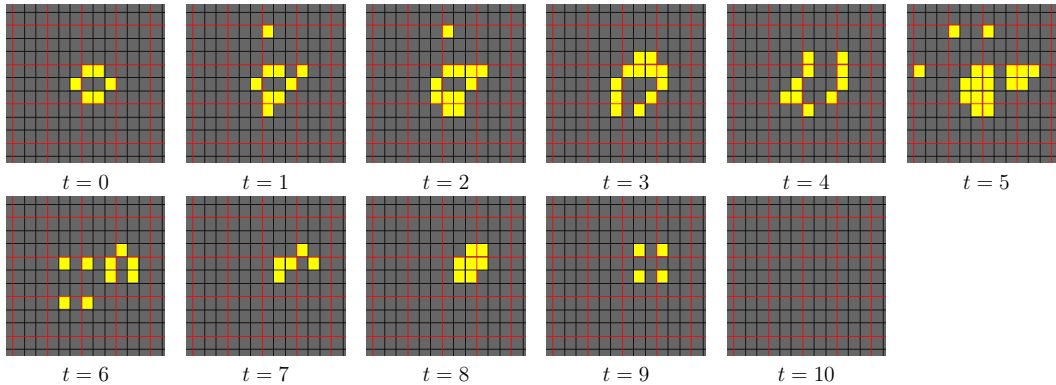 t = 0
t = 1
t = 2
t = 3
t = 4
t = 5
t = 6
t = 7
t = 8
t = 9
t = 10